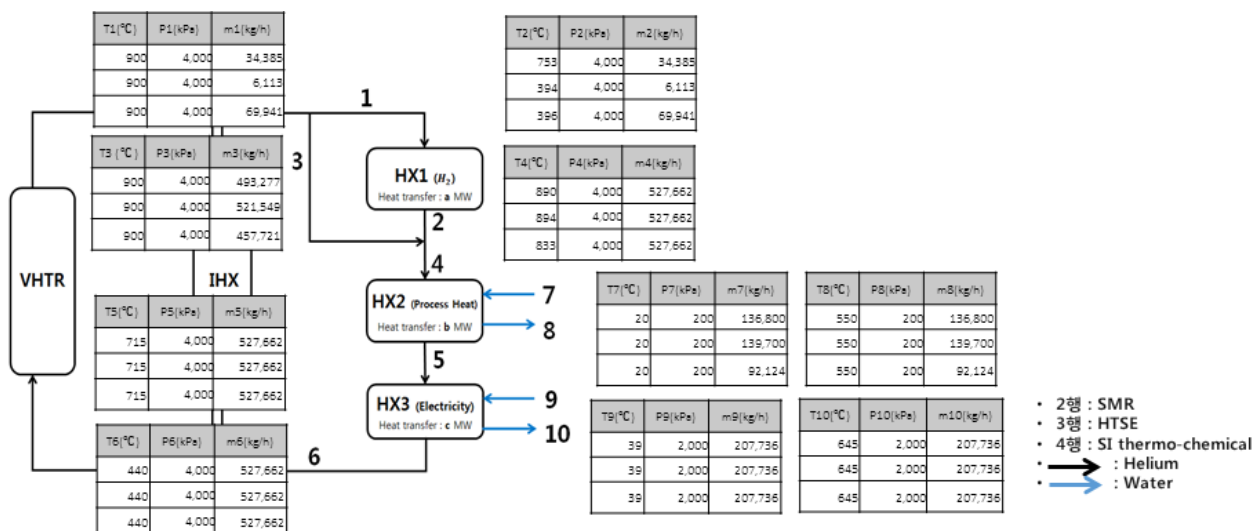 T1(℃) P1(kPa) m1(kg/h)
900 4,000 34,385
900 4,000 6,113
900 4,000 69,941
T2(℃) P2(kPa) m2(kg/h)
753 4,000 34,385
394 4,000 6,113
396 4,000 69,941
1
T3 (℃) P3(kPa) m3(kg/h)
900 4,000 493,277
900 4,000 521,549
900 4,000 457,721
3
HX1 (H₂)
Heat transfer : a MW
2
T4(℃) P4(kPa) m4(kg/h)
890 4,000 527,662
894 4,000 527,662
833 4,000 527,662
4
VHTR
IHX
HX2 (Process Heat)
Heat transfer : b MW
7
8
T7(℃) P7(kPa) m7(kg/h)
20 200 136,800
20 200 139,700
20 200 92,124
T8(℃) P8(kPa) m8(kg/h)
550 200 136,800
550 200 139,700
550 200 92,124
T5(℃) P5(kPa) m5(kg/h)
715 4,000 527,662
715 4,000 527,662
715 4,000 527,662
5
HX3 (Electricity)
Heat transfer : c MW
9
10
T9(℃) P9(kPa) m9(kg/h)
39 2,000 207,736
39 2,000 207,736
39 2,000 207,736
T10(℃) P10(kPa) m10(kg/h)
645 2,000 207,736
645 2,000 207,736
645 2,000 207,736
T6(℃) P6(kPa) m6(kg/h)
440 4,000 527,662
440 4,000 527,662
440 4,000 527,662
6
• 2행 : SMR
• 3행 : HTSE
• 4행 : SI thermo-chemical
• : Helium
• : Water